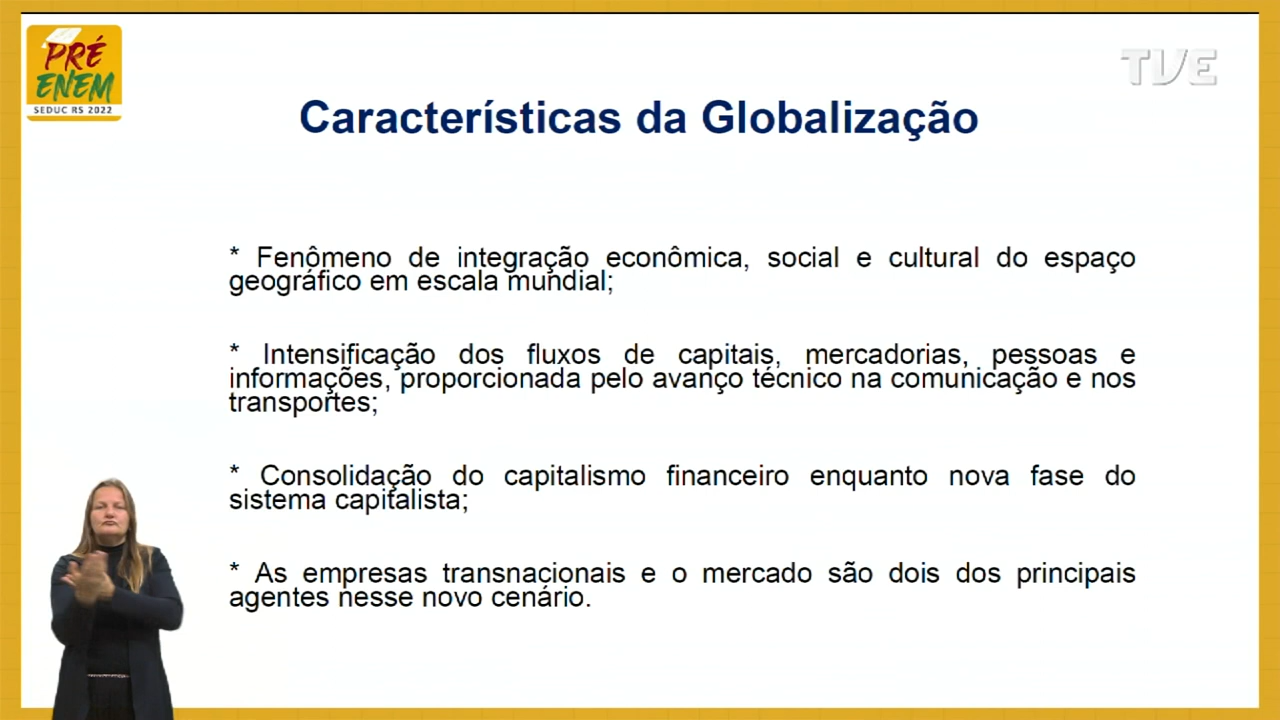 PRÉ
ENEM
SEDUC RS 2022
TVE
Características da Globalização
* Fenômeno de integração econômica, social e cultural do espaço
geográfico em escala mundial;
* Intensificação dos fluxos de capitais, mercadorias, pessoas e
informações, proporcionada pelo avanço técnico na comunicação e nos
transportes;
* Consolidação do capitalismo financeiro enquanto nova fase do
sistema capitalista;
* As empresas transnacionais e o mercado são dois dos principais
agentes nesse novo cenário.